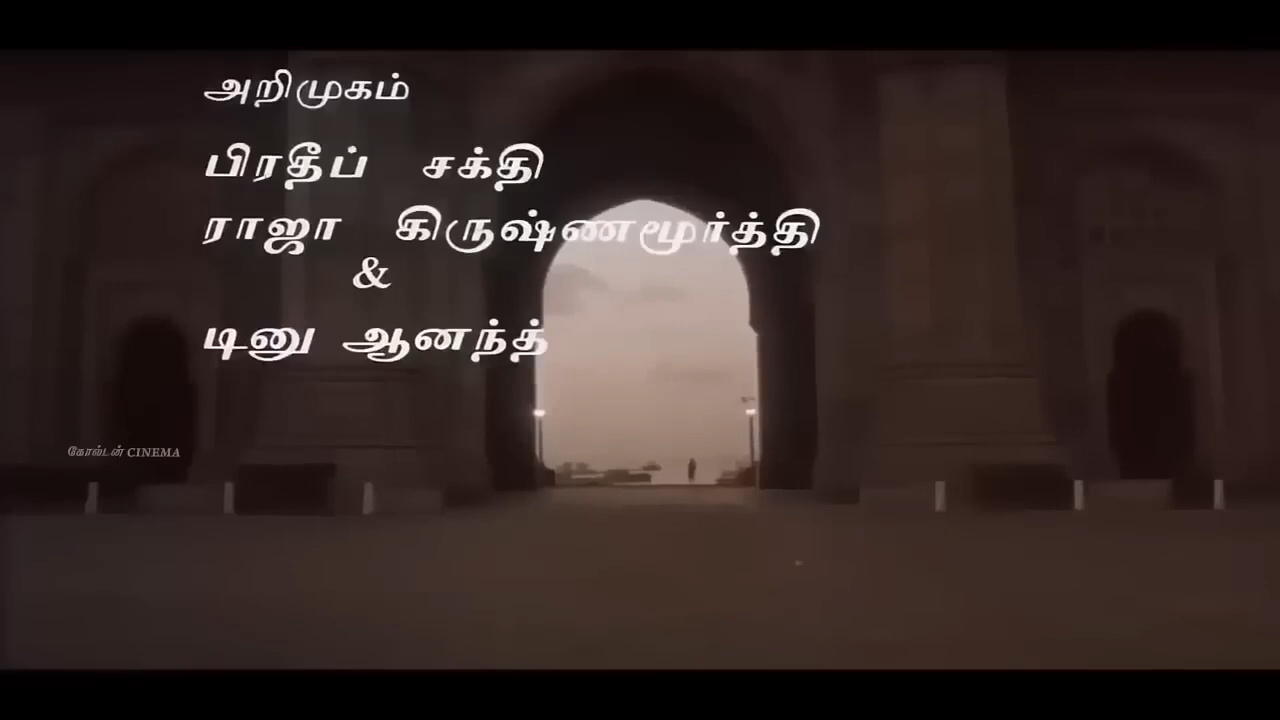 அறிமுகம்
பிரதீப் சக்தி
ராஜா கிருஷ்ணமூர்த்தி
&
டினு ஆனந்த்
கோல்டன் CINEMA